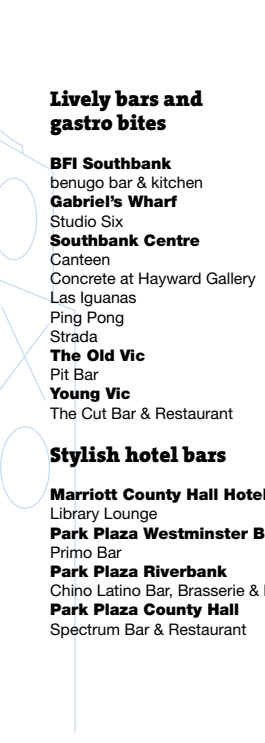 Lively bars and
gastro bites
BFI Southbank
benugo bar & kitchen
Gabriel's Wharf
Studio Six
Southbank Centre
Canteen
Concrete at Hayward Gallery
Las Iguanas
Ping Pong
Strada
The Old Vic
Pit Bar
Young Vic
The Cut Bar & Restaurant
Stylish hotel bars
Marriott County Hall Hotel
Library Lounge
Park Plaza Westminster
Primo Bar
Park Plaza Riverbank
Chino Latino Bar, Brasserie &
Park Plaza County Hall
Spectrum Bar & Restaurant